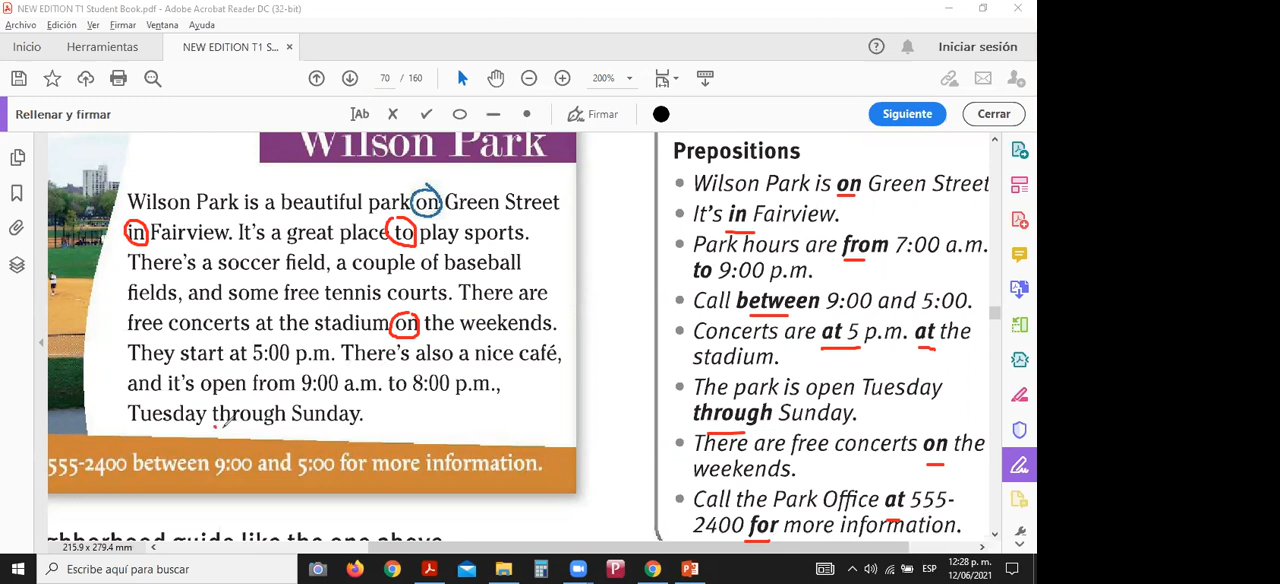 NEW EDITION T1 Student Book.pdf - Adobe Acrobat Reader DC (32-bit)
Archivo Edición Ver Firmar Ventana Ayuda
Inicio Herramientas NEW EDITION T1 S... × Iniciar sesión
70 / 160 200%
Rellenar y firmar Ab Firmar Siguiente Cerrar
Wilson Park
Wilson Park is a beautiful park on Green Street
in Fairview. It's a great place to play sports.
There's a soccer field, a couple of baseball
fields, and some free tennis courts. There are
free concerts at the stadium on the weekends.
They start at 5:00 p.m. There's also a nice café,
and it's open from 9:00 a.m. to 8:00 p.m.,
Tuesday through Sunday.
555-2400 between 9:00 and 5:00 for more information.
ghborhood guide like the one above
Prepositions
• Wilson Park is on Green Street
• It's in Fairview.
• Park hours are from 7:00 a.m.
to 9:00 p.m.
• Call between 9:00 and 5:00.
• Concerts are at 5 p.m. at the
stadium.
• The park is open Tuesday
through Sunday.
• There are free concerts on the
weekends.
• Call the Park Office at 555-
2400 for more information.
215.9 x 279.4 mm
Escribe aquí para buscar
ESP
12:28 p. m.
12/06/2021